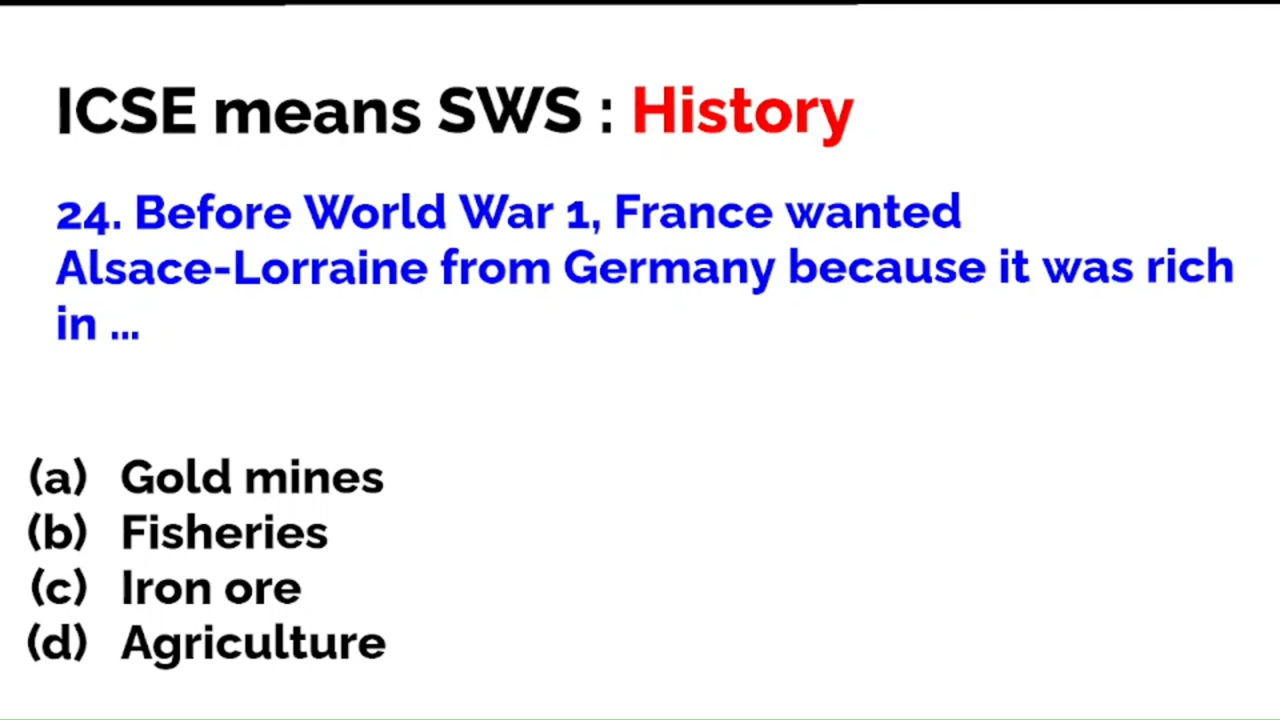 ICSE means SWS : History
24. Before World War 1, France wanted
Alsace-Lorraine from Germany because it was rich
in ...
(a) Gold mines
(b) Fisheries
(c) Iron ore
(d) Agriculture